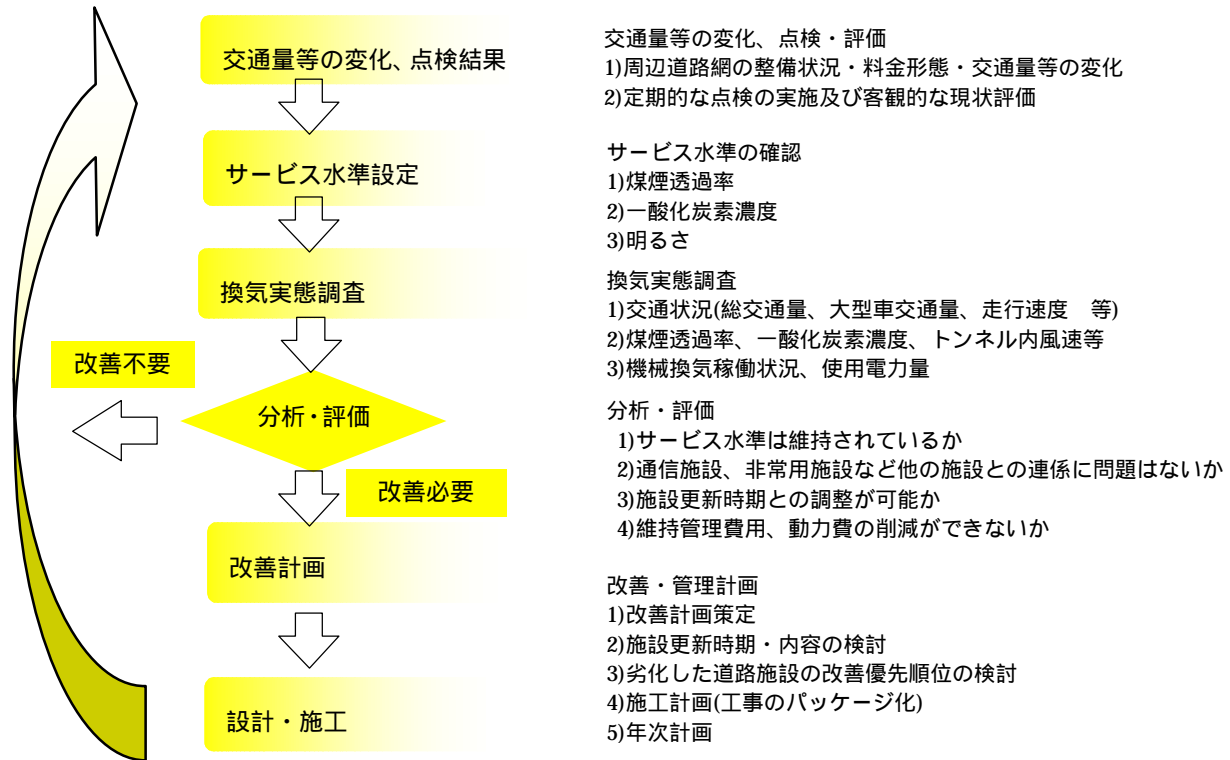 交通量等の変化、点検結果
サービス水準設定
換気実態調査
改善不要
分析・評価
改善必要
改善計画
設計・施工
交通量等の変化、点検・評価
1)周辺道路網の整備状況・料金形態・交通量等の変化
2)定期的な点検の実施及び客観的な現状評価
サービス水準の確認
1)煤煙透過率
2)一酸化炭素濃度
3)明るさ
換気実態調査
1)交通状況(総交通量、大型車交通量、走行速度　等)
2)煤煙透過率、一酸化炭素濃度、トンネル内風速等
3)機械換気稼働状況、使用電力量
分析・評価
1)サービス水準は維持されているか
2)通信施設、非常用施設など他の施設との連係に問題はないか
3)施設更新時期との調整が可能か
4)維持管理費用、動力費の削減ができないか
改善・管理計画
1)改善計画策定
2)施設更新時期・内容の検討
3)劣化した道路施設の改善優先順位の検討
4)施工計画(工事のパッケージ化)
5)年次計画